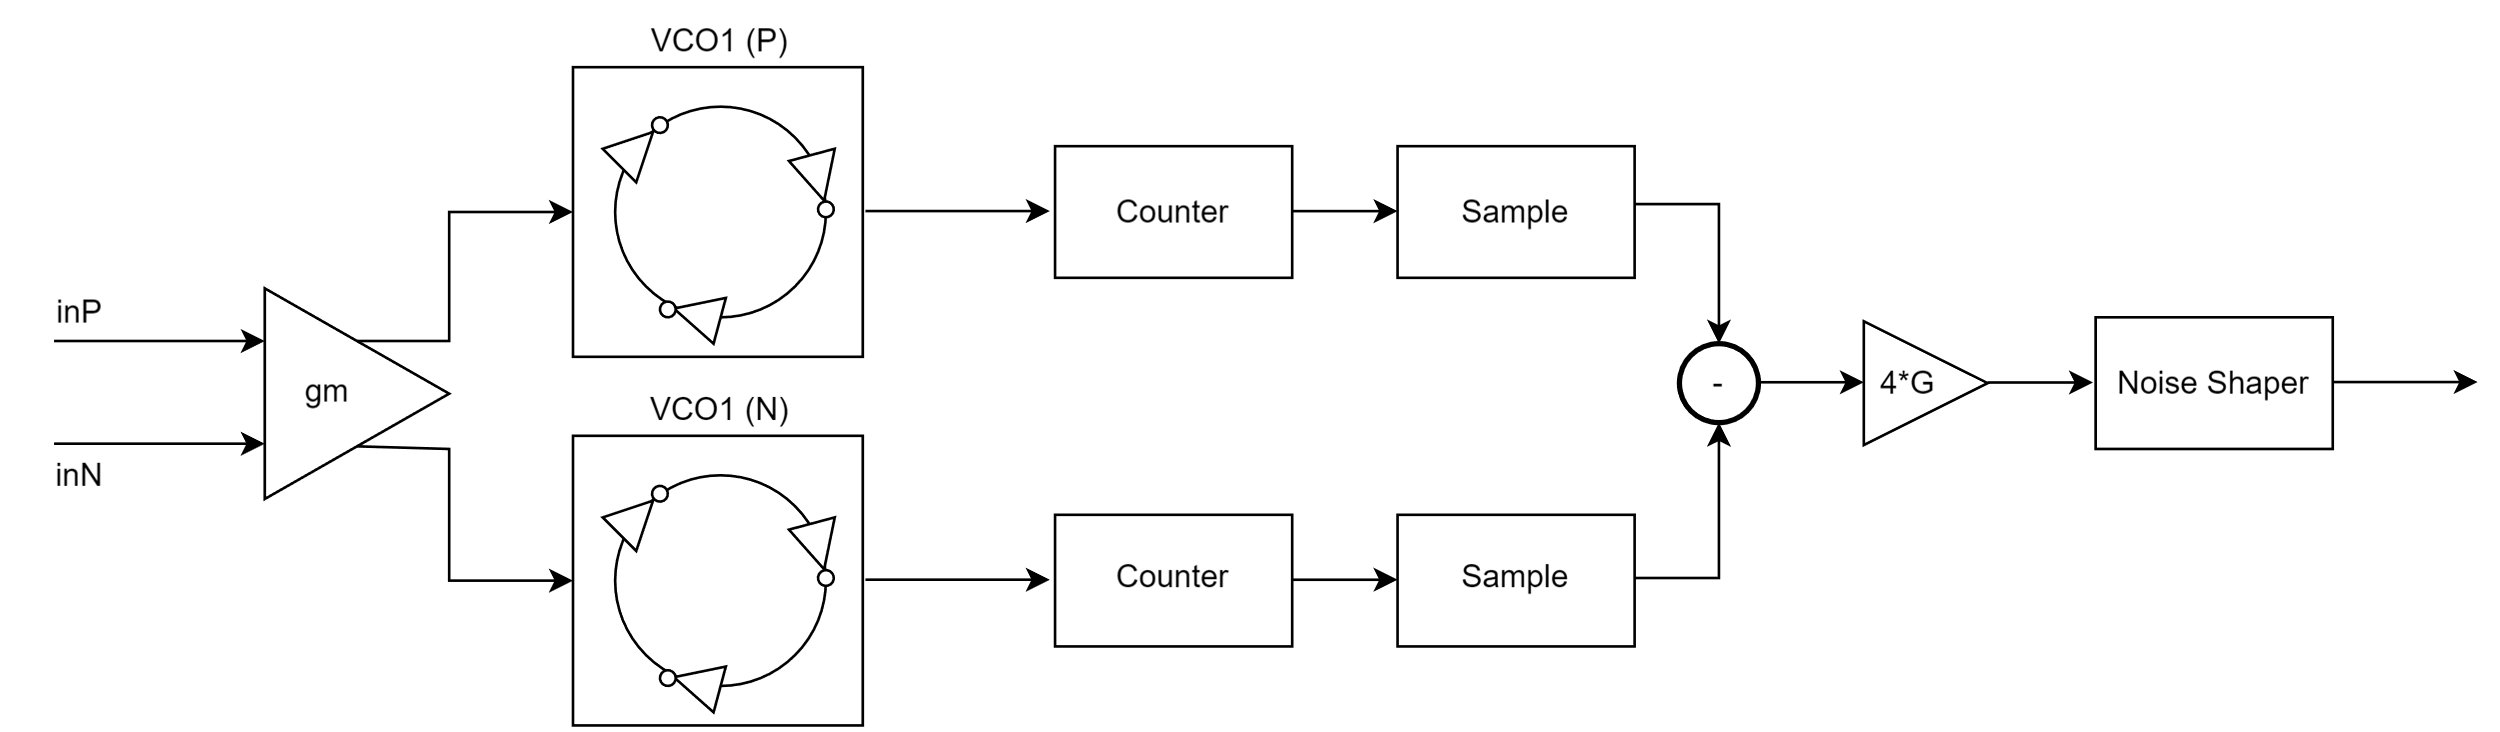 VCO1 (P)
Counter
Sample
inP
gm
inN
-
4*G
Noise Shaper
VCO1 (N)
Counter
Sample